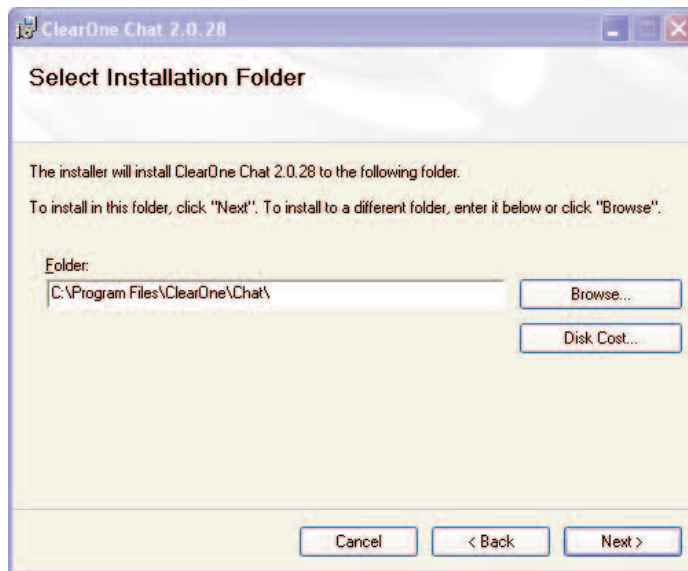 ClearOne Chat 2.0.28
Select Installation Folder
The installer will install ClearOne Chat 2.0.28 to the following folder.
To install in this folder, click "Next". To install to a different folder, enter it below or click "Browse".
Folder:
C:\Program Files\ClearOne\Chat\
Browse...
Disk Cost...
Cancel
< Back
Next >